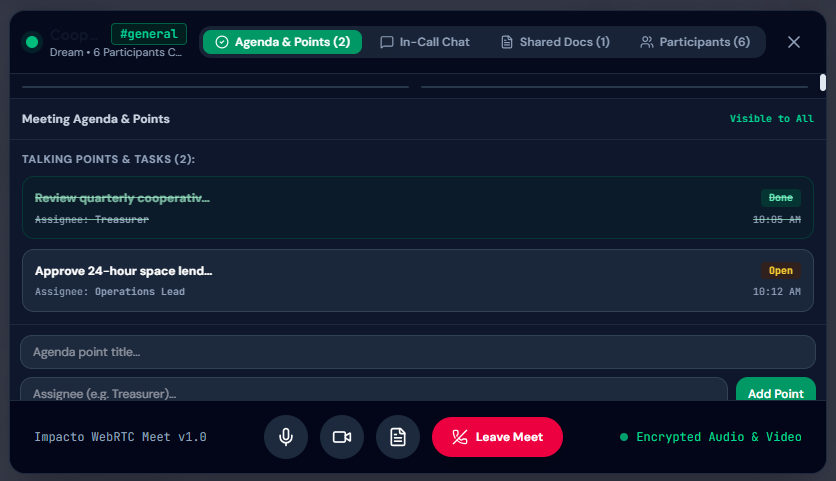 Coop...
#general
Dream • 6 Participants C...
Agenda & Points (2)
In-Call Chat
Shared Docs (1)
Participants (6)
Meeting Agenda & Points
Visible to All
TALKING POINTS & TASKS (2):
Review quarterly cooperativ...
Done
Assignee: Treasurer
10:05 AM
Approve 24-hour space lend...
Open
Assignee: Operations Lead
10:12 AM
Agenda point title...
Assignee (e.g. Treasurer)...
Add Point
Impacto WebRTC Meet v1.0
Leave Meet
Encrypted Audio & Video